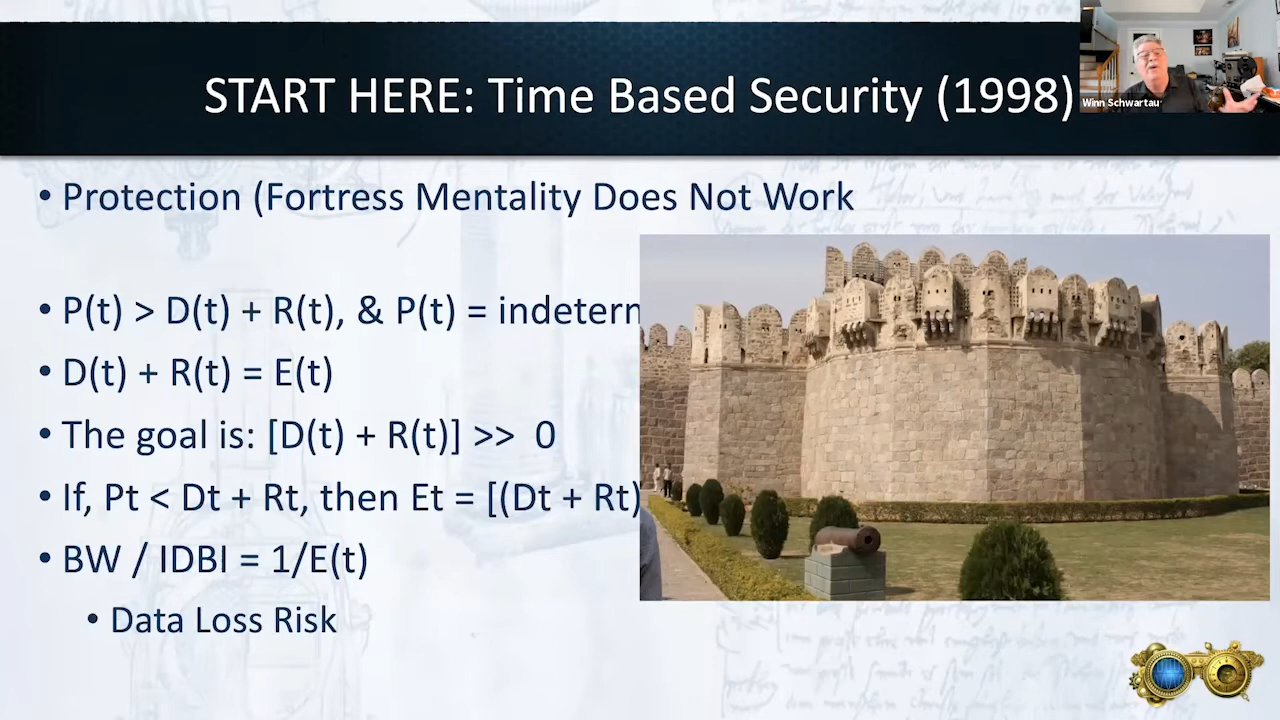 START HERE: Time Based Security (1998)
Winn Schwartau
• Protection (Fortress Mentality Does Not Work
• P(t) > D(t) + R(t), & P(t) = indeterm
• D(t) + R(t) = E(t)
• The goal is: [D(t) + R(t)] >> 0
• If, Pt < Dt + Rt, then Et = [(Dt + Rt)
• BW / IDBI = 1/E(t)
• Data Loss Risk